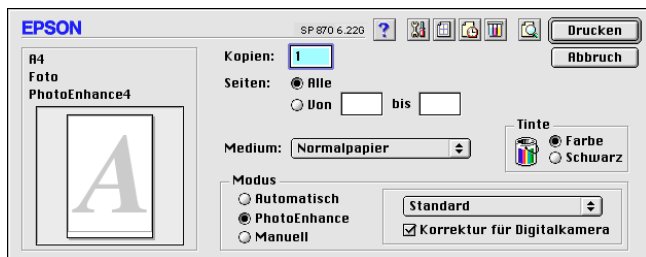 EPSON
SP 870 6.22G ? Drucken
A4
Foto
PhotoEnhance4
A
Kopien: 1
Abbruch
Seiten: Alle
Von bis
Medium: Normalpapier
Tinte
Farbe
Schwarz
Modus
Automatisch
PhotoEnhance
Manuell
Standard
Korrektur für Digitalkamera